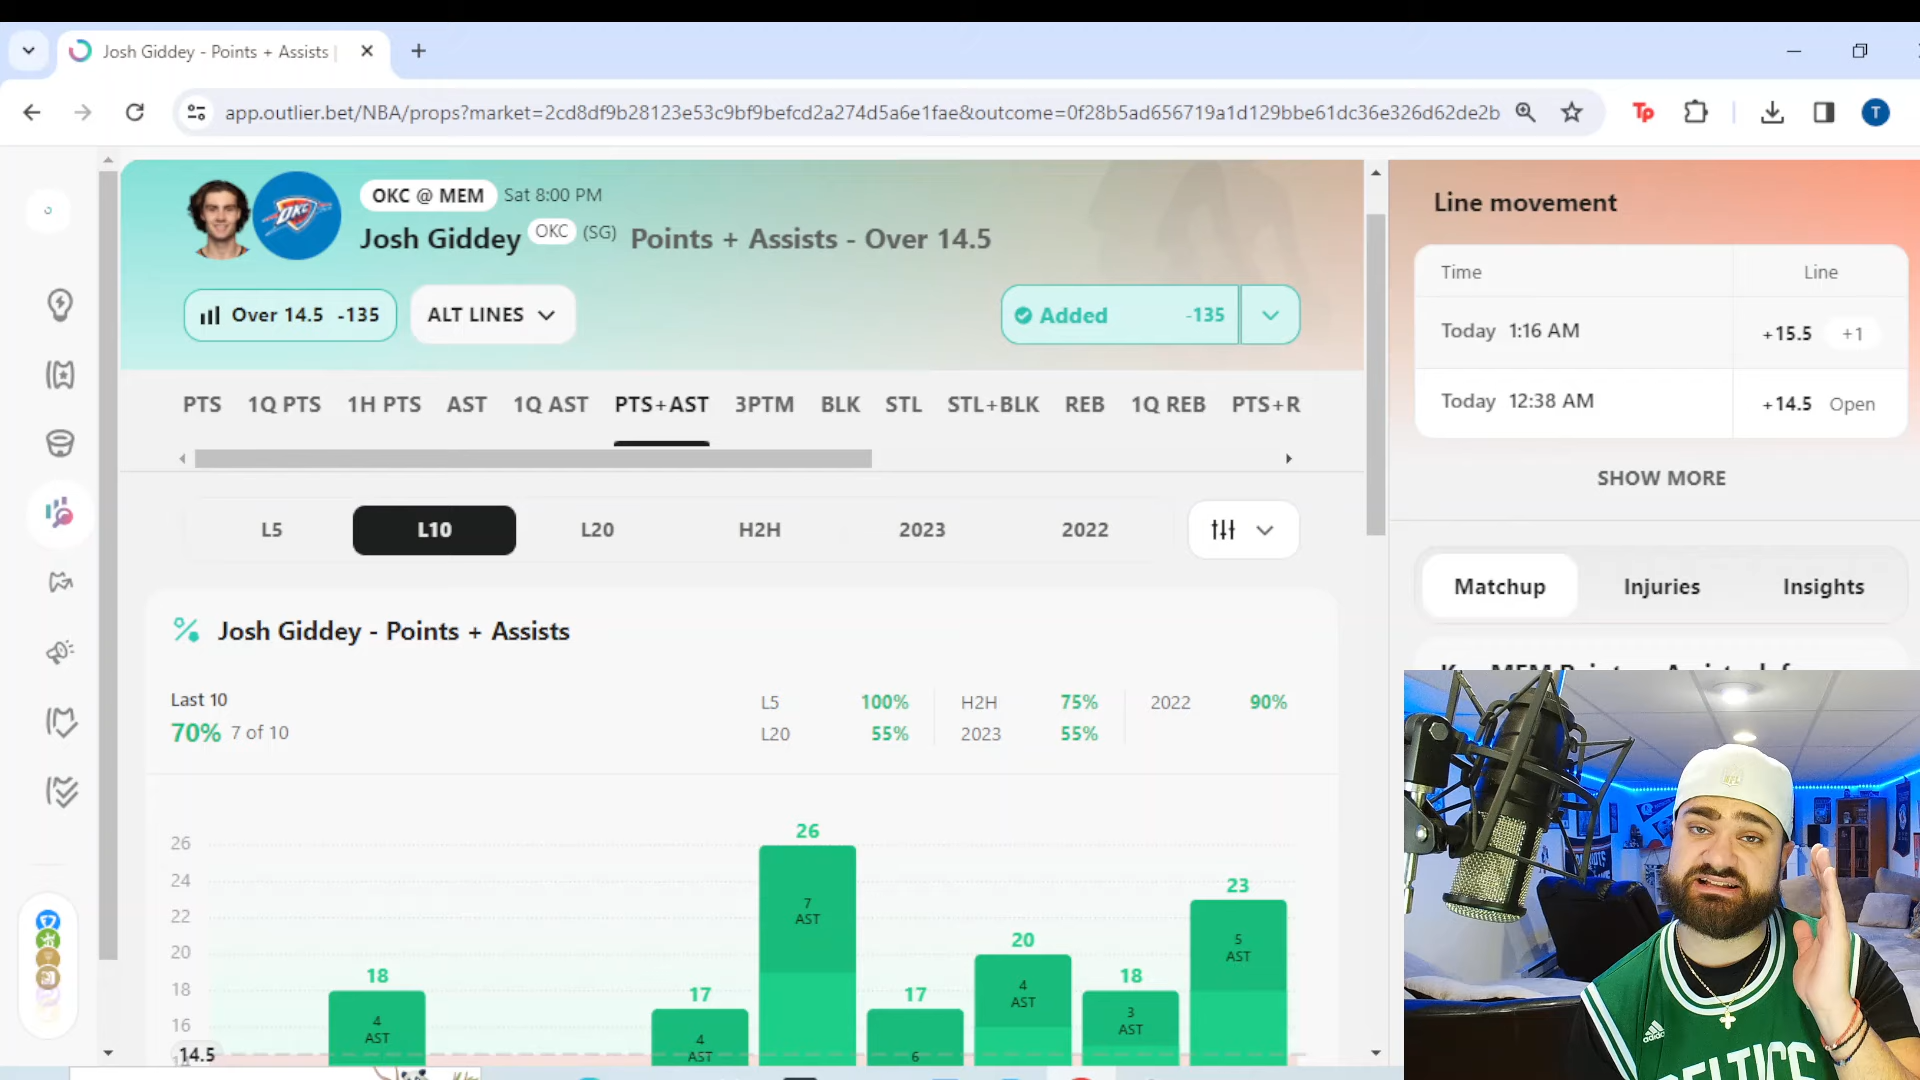 Josh Giddey - Points + Assists |
app.outlier.bet/NBA/props?market=2cd8df9b28123e53c9bf9befcd2a274d5a6e1fae&outcome=0f28b5ad656719a1d129bbe61dc36e326d62de2b
Tp
T
OKC @ MEM Sat 8:00 PM
Josh Giddey OKC (SG) Points + Assists - Over 14.5
OKC
Over 14.5 -135
ALT LINES
Added -135
PTS 1Q PTS 1H PTS AST 1Q AST PTS+AST 3PTM BLK STL STL+BLK REB 1Q REB PTS+R
L5 L10 L20 H2H 2023 2022
Josh Giddey - Points + Assists
Last 10
70% 7 of 10
L5 100% H2H 75% 2022 90%
L20 55% 2023 55%
26
24
22
20
18
16
14.5
18
4
AST
17
4
AST
26
7
AST
17
6
20
4
AST
18
3
AST
23
5
AST
Line movement
Time Line
Today 1:16 AM +15.5 +1
Today 12:38 AM +14.5 Open
SHOW MORE
Matchup Injuries Insights
CELTICS